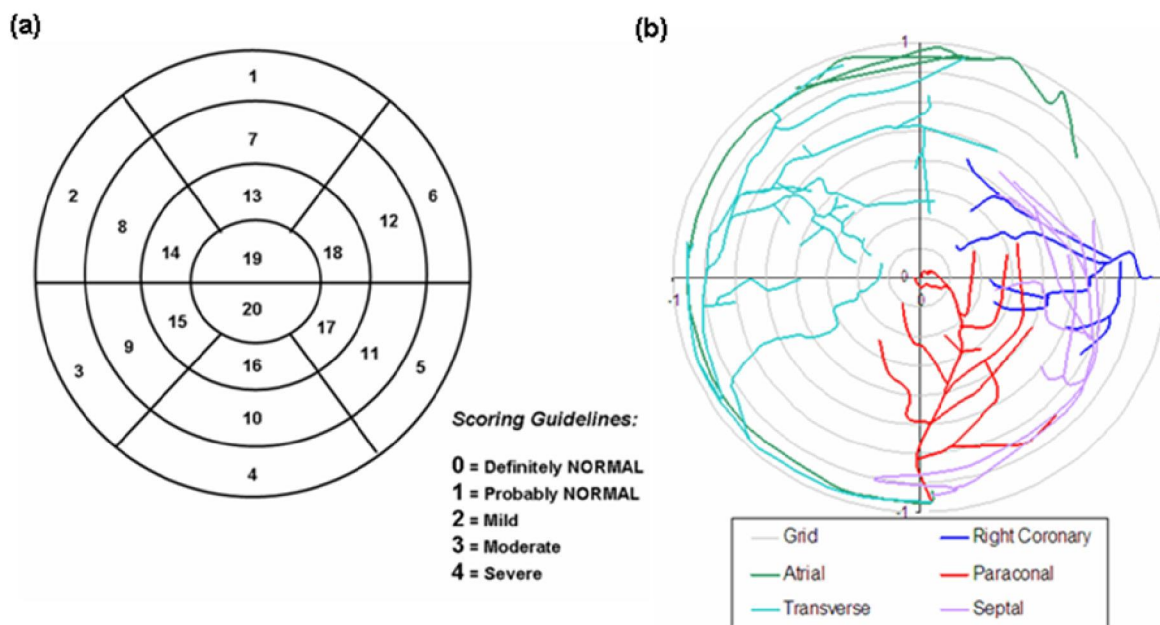 (a)
1
7
2
6
13
12
8
14
18
19
20
15
17
9
16
11
3
5
10
4
Scoring Guidelines:
0 = Definitely NORMAL
1 = Probably NORMAL
2 = Mild
3 = Moderate
4 = Severe
(b)
1
-1
0
0
1
-1
Grid
Right Coronary
Atrial
Paraconal
Transverse
Septal